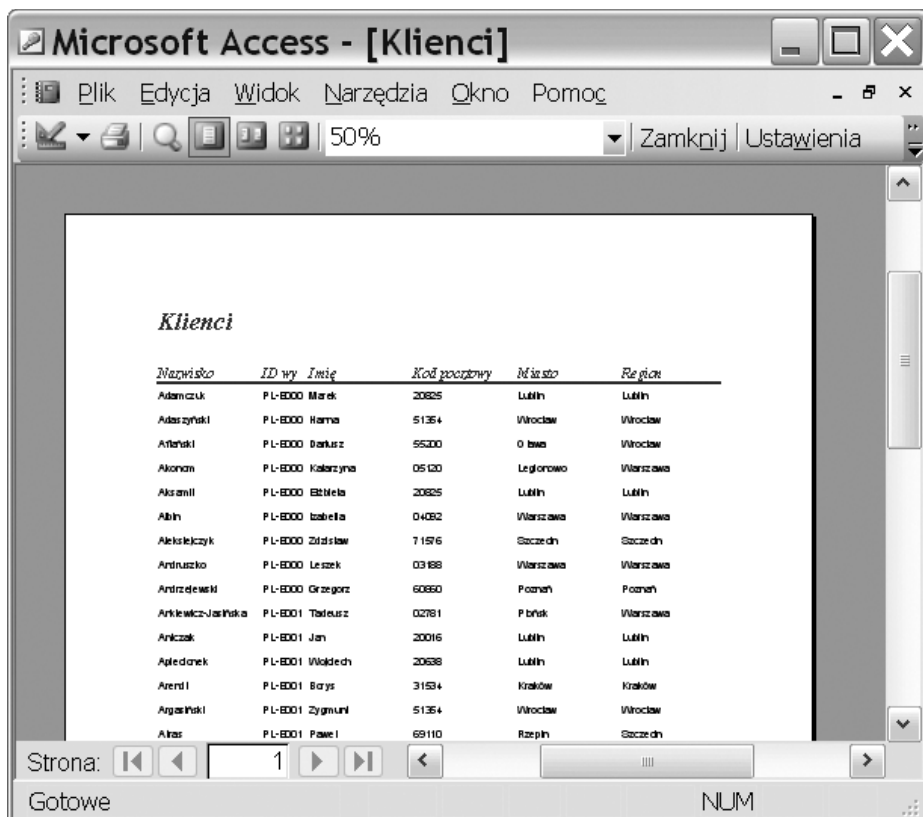 Microsoft Access - [Klienci]
Plik Edycja Widok Narzędzia Okno Pomoc
50% Zamknij Ustawienia
Klienci
Nazwisko ID wy Imię Kod pocztowy Miasto Region
Adamczuk PL-E000 Marek 20825 Lublin Lublin
Adaszyński PL-E000 Hanna 51354 Wrocław Wrocław
Aflański PL-E000 Dariusz 55200 Oława Wrocław
Akonom PL-E000 Katarzyna 05120 Legionowo Warszawa
Aksamit PL-E000 Elżbieta 20825 Lublin Lublin
Albin PL-E000 Izabella 04092 Warszawa Warszawa
Aleksiejczyk PL-E000 Zdzisław 71576 Szczecin Szczecin
Andruszko PL-E000 Leszek 03188 Warszawa Warszawa
Andrzejewski PL-E000 Grzegorz 60850 Poznań Poznań
Arkiewicz-Jasińska PL-E001 Tadeusz 02781 Płońsk Warszawa
Antczak PL-E001 Jan 20016 Lublin Lublin
Apiecionek PL-E001 Wojciech 20638 Lublin Lublin
Arendt PL-E001 Borys 31534 Kraków Kraków
Argasiński PL-E001 Zygmunt 51354 Wrocław Wrocław
PL-E001 Paweł 69110 Rzepin Szczecin
Strona: 1
Gotowe NUM